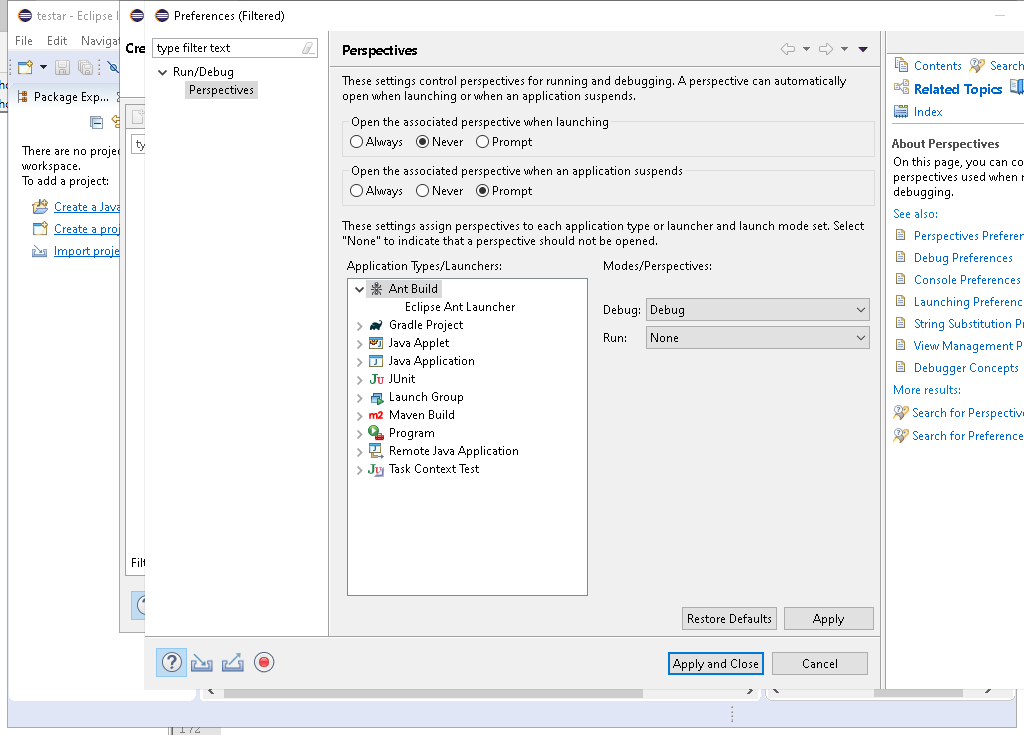 testar - Eclipse I
File Edit Navigat
Package Exp...
There are no projec
workspace.
To add a project:
Create a Java
Create a proj
Import proje
Cre
ty
Filt
Preferences (Filtered)
type filter text
Run/Debug
Perspectives
Perspectives
These settings control perspectives for running and debugging. A perspective can automatically
open when launching or when an application suspends.
Open the associated perspective when launching
Always Never Prompt
Open the associated perspective when an application suspends
Always Never Prompt
These settings assign perspectives to each application type or launcher and launch mode set. Select
"None" to indicate that a perspective should not be opened.
Application Types/Launchers:
Ant Build
Eclipse Ant Launcher
Gradle Project
Java Applet
Java Application
JUnit
Launch Group
Maven Build
Program
Remote Java Application
Task Context Test
Modes/Perspectives:
Debug: Debug
Run: None
Restore Defaults Apply
Apply and Close Cancel
Contents Search
Related Topics
Index
About Perspectives
On this page, you can co
perspectives used when r
debugging.
See also:
Perspectives Preferen
Debug Preferences
Console Preferences
Launching Preferenc
String Substitution Pr
View Management P
Debugger Concepts
More results:
Search for Perspective
Search for Preference
172